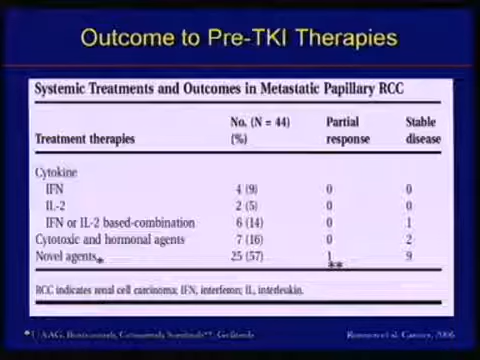 Outcome to Pre-TKI Therapies
Systemic Treatments and Outcomes in Metastatic Papillary RCC
Treatment therapies No. (N = 44) (%) Partial response Stable disease
Cytokine
IFN 4 (9) 0 0
IL-2 2 (5) 0 0
IFN or IL-2 based-combination 6 (14) 0 1
Cytotoxic and hormonal agents 7 (16) 0 2
Novel agents* 25 (57) 1** 9
RCC indicates renal cell carcinoma; IFN, interferon; IL, interleukin.
et al. Cancer, 2006